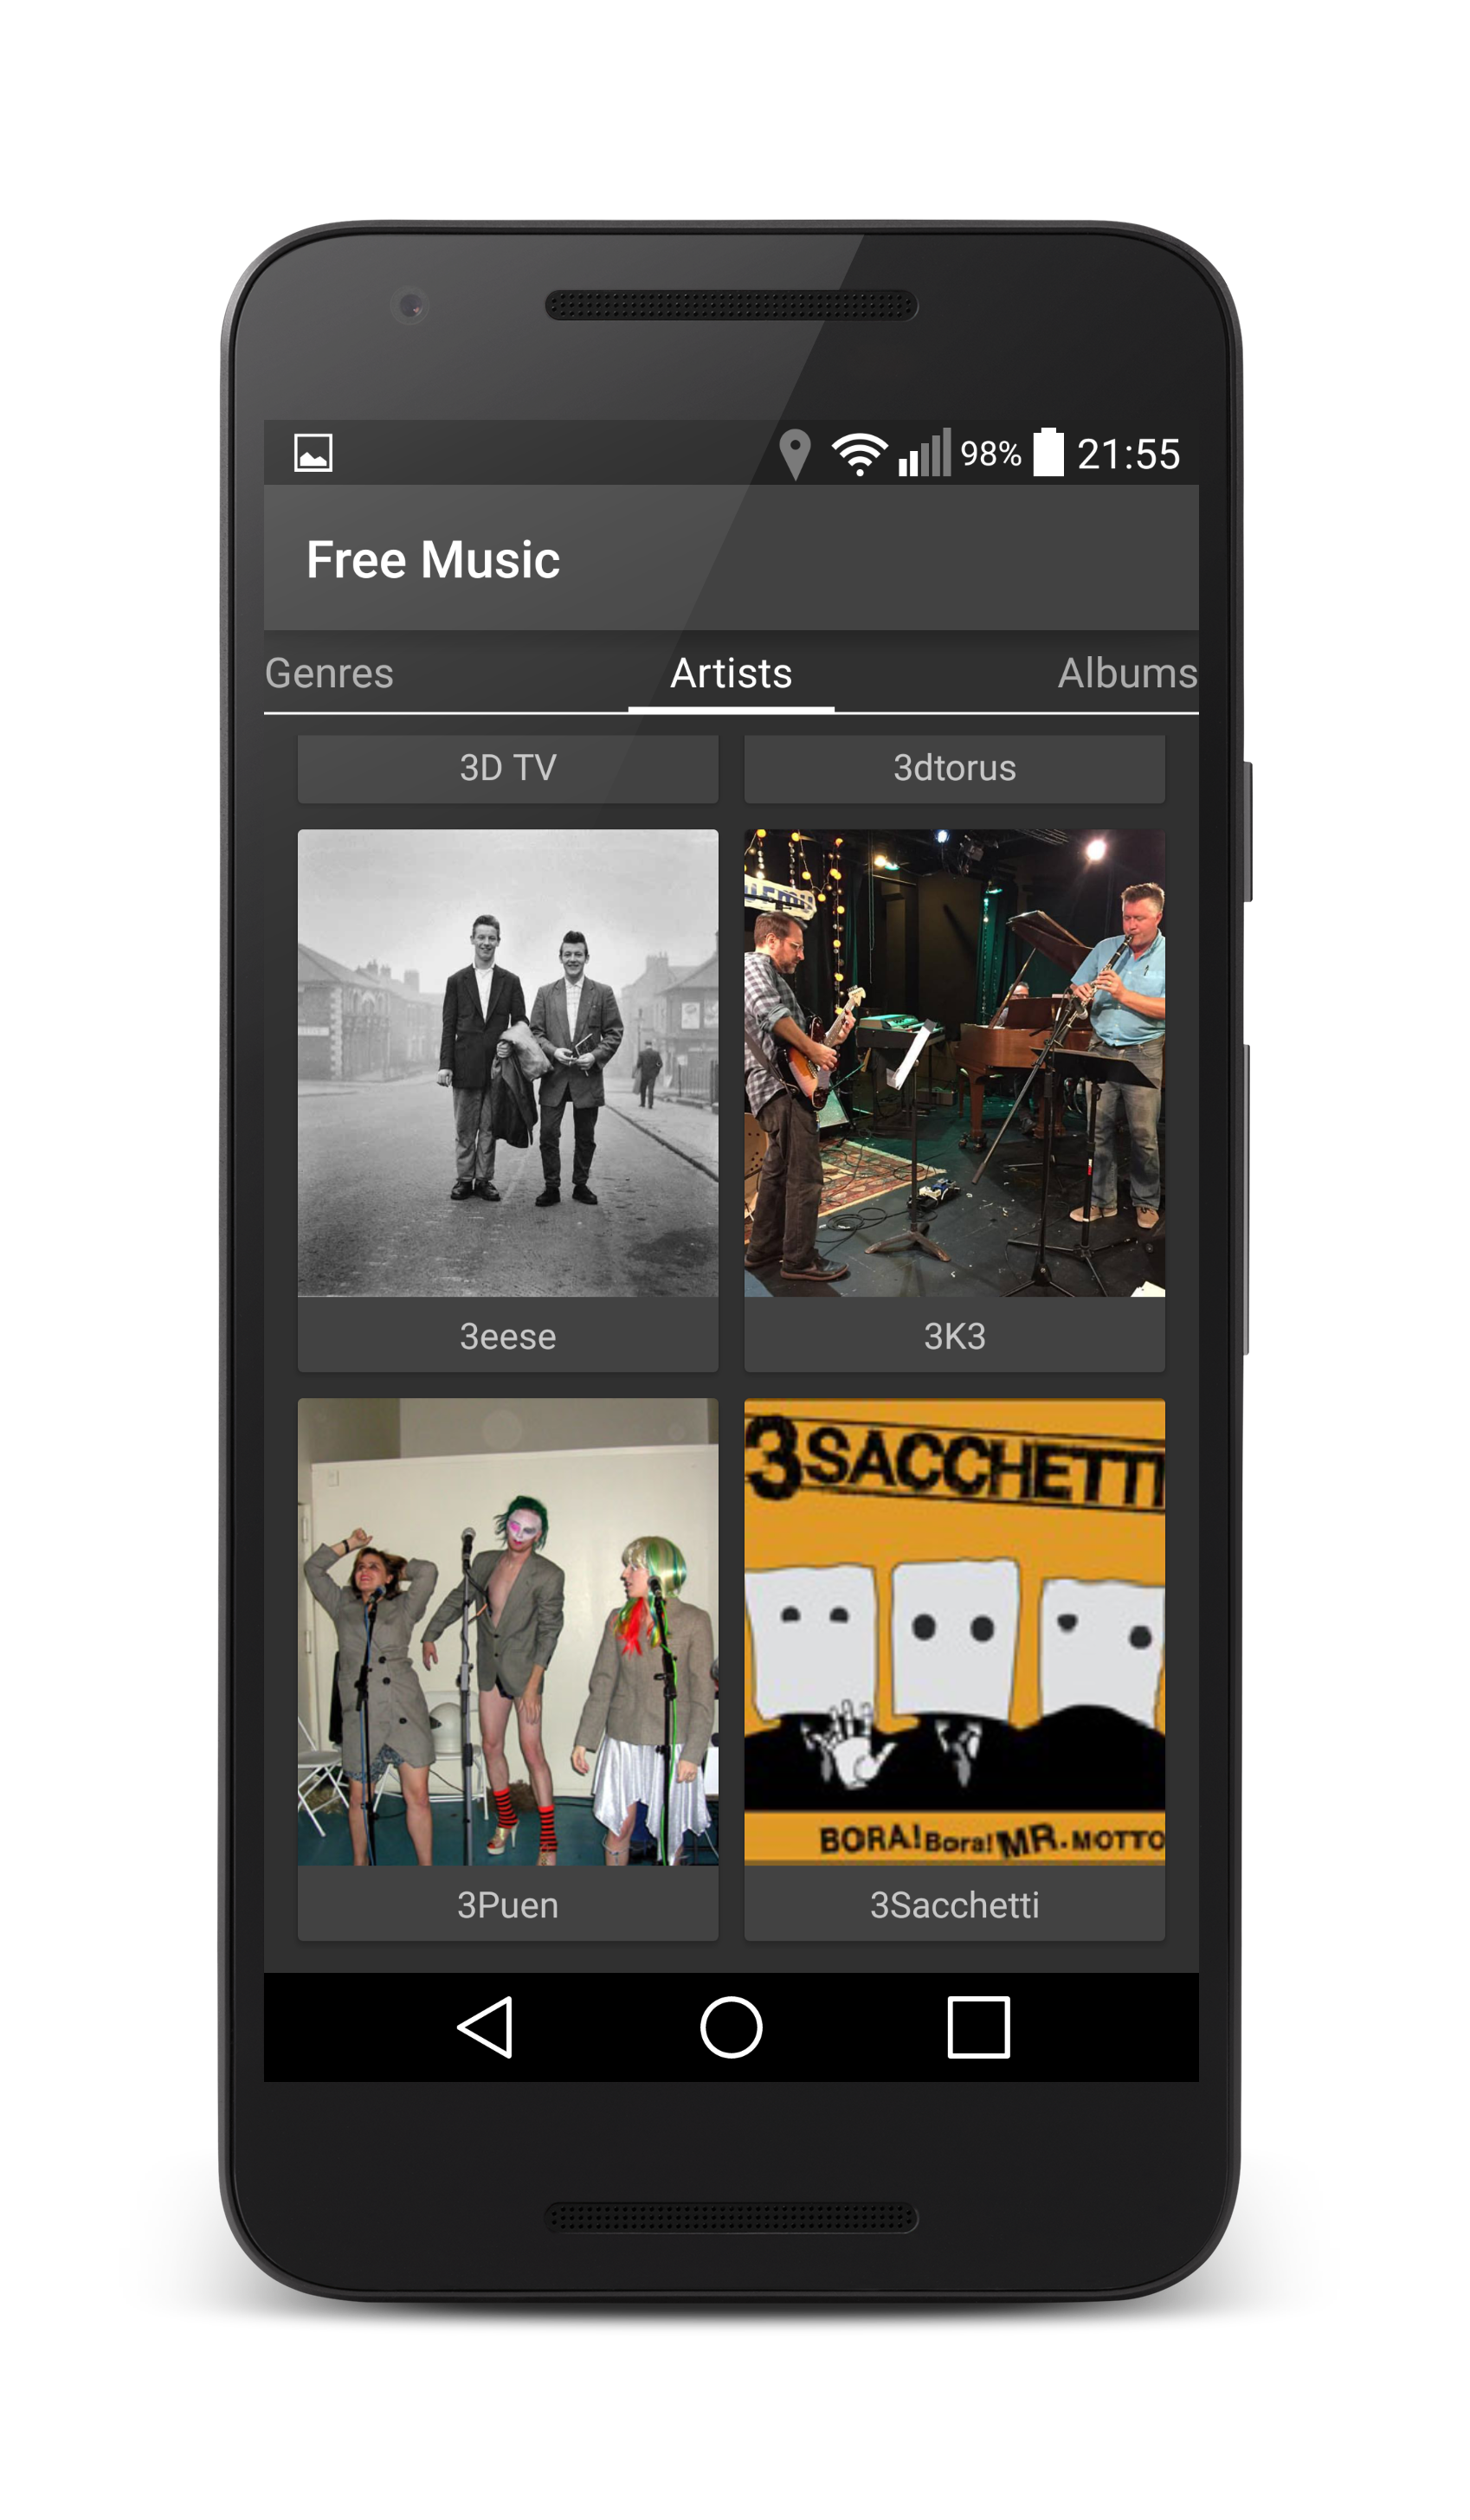 98% 21:55
Free Music
Genres Artists Albums
3D TV 3dtorus
3eese 3K3
3SACCHETTI
BORA! Bora! MR. MOTTO
3Puen 3Sacchetti